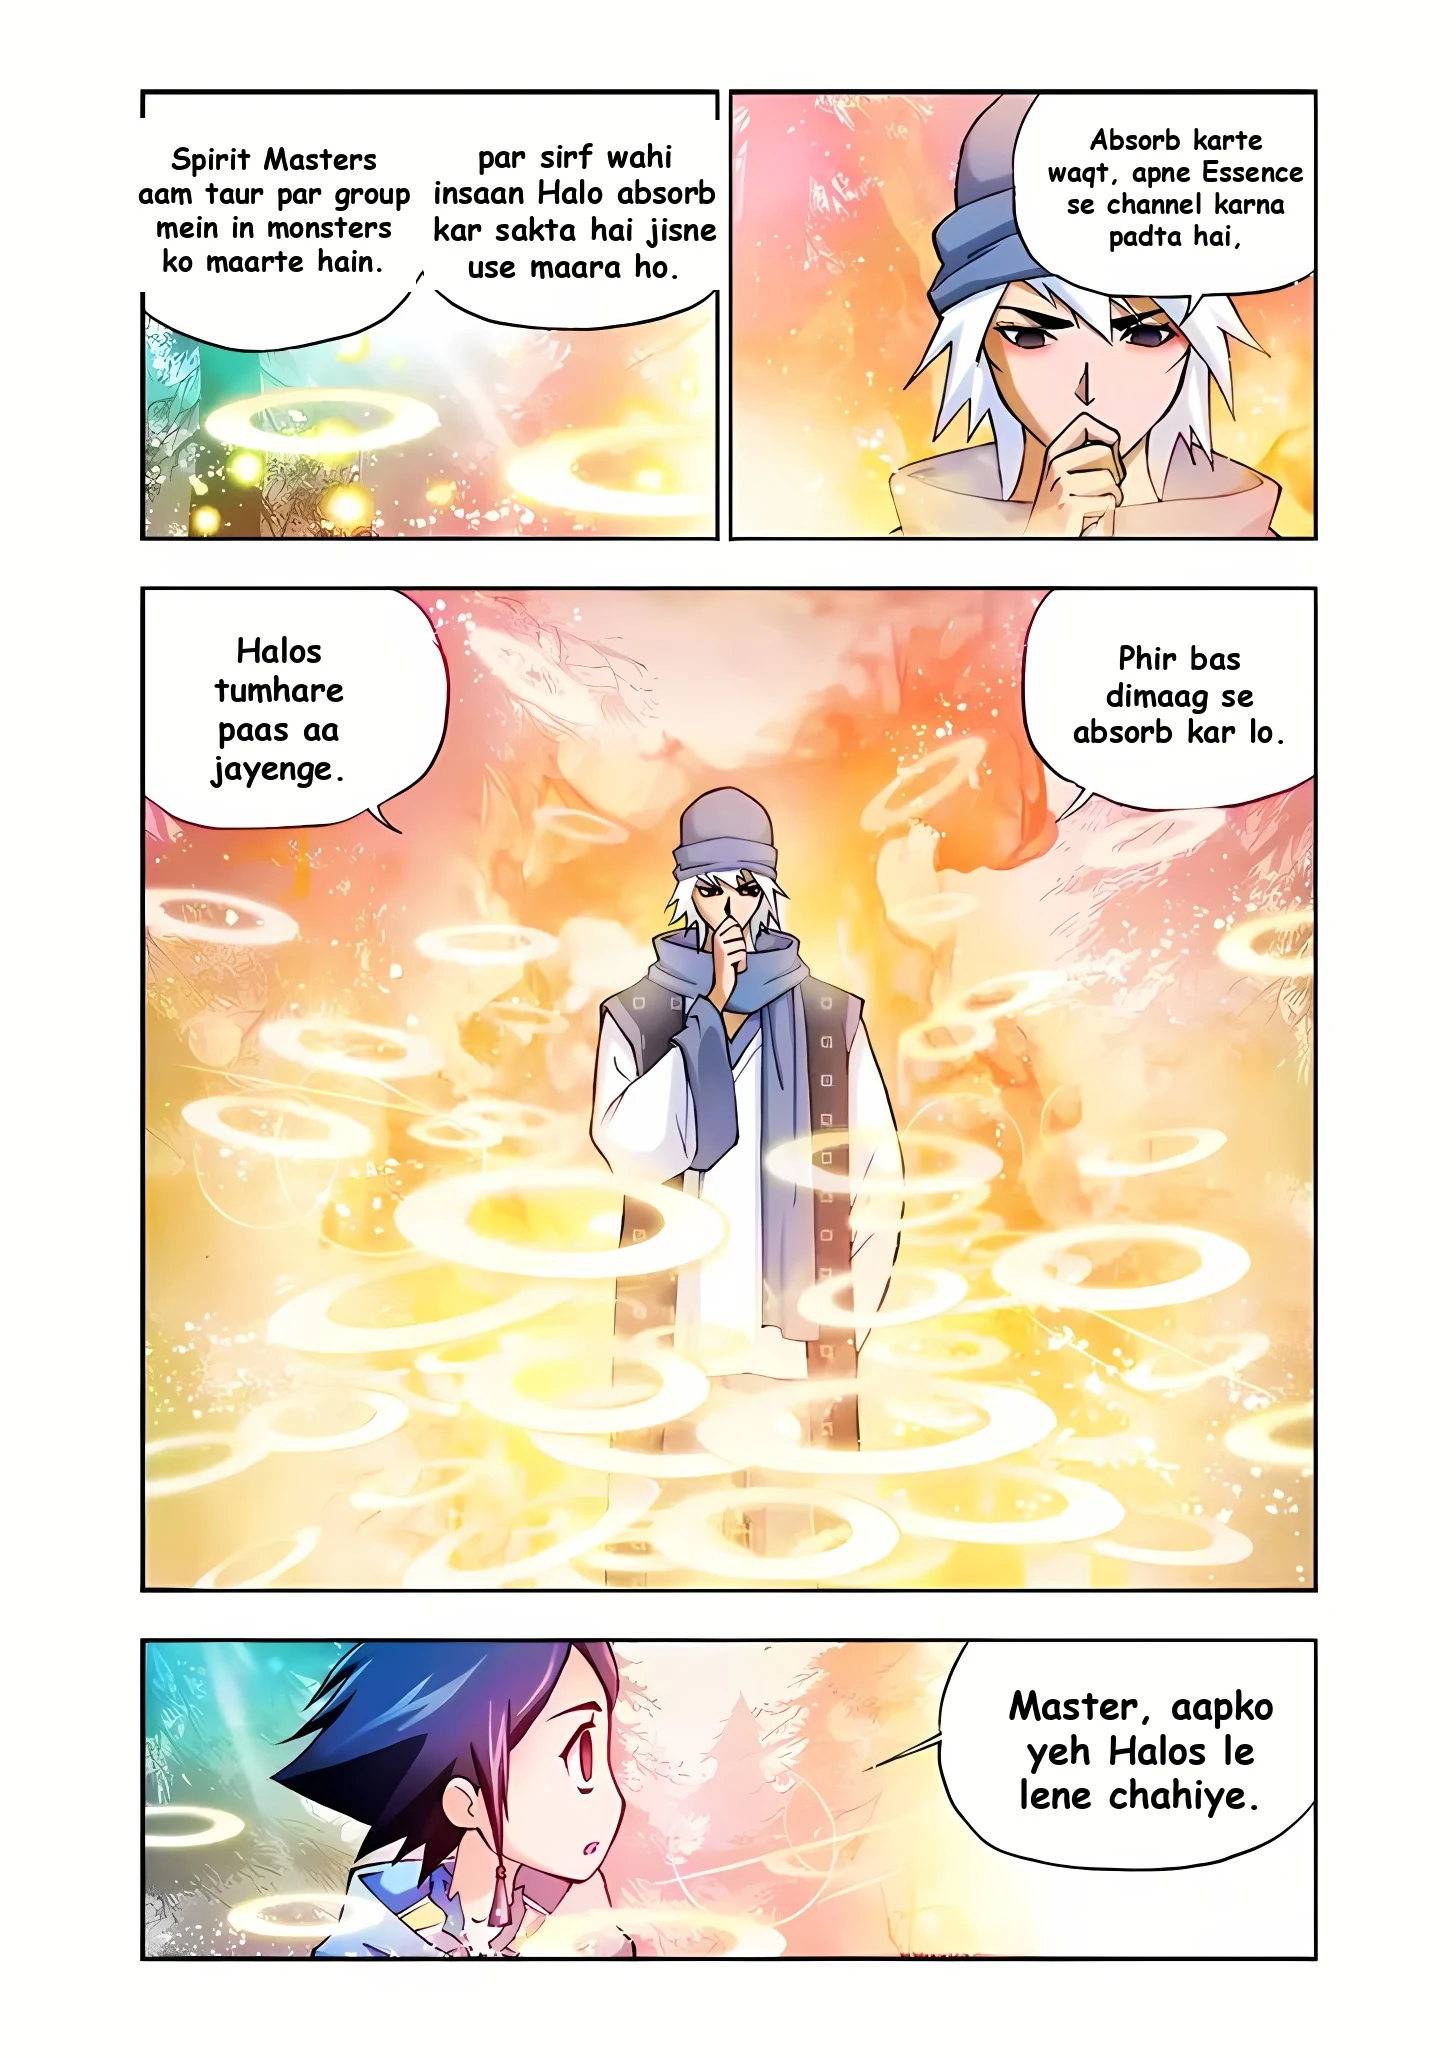 Spirit Masters
aam taur par group
mein in monsters
ko maarte hain.
par sirf wahi
insaan Halo absorb
kar sakta hai jisne
use maara ho.
Absorb karte
waqt, apne Essence
se channel karna
padta hai,
Halos
tumhare
paas aa
jayenge.
Phir bas
dimaag se
absorb kar lo.
Master, aapko
yeh Halos le
lene chahiye.